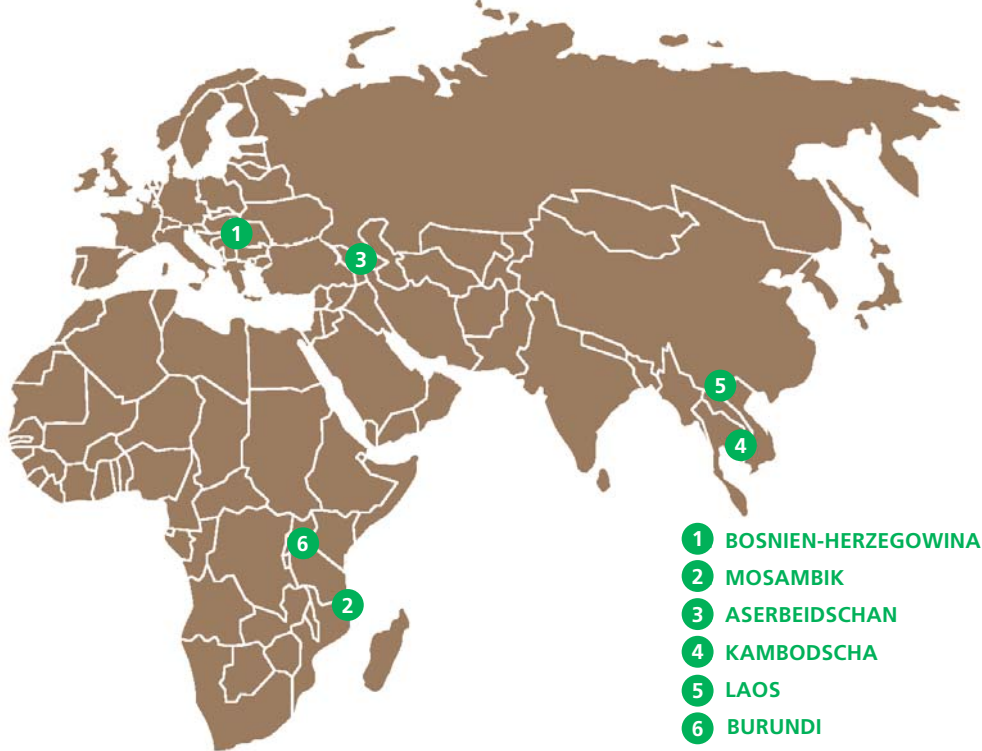 1
3
5
4
6
2
1 BOSNIEN-HERZEGOWINA
2 MOSAMBIK
3 ASERBEIDSCHAN
4 KAMBODSCHA
5 LAOS
6 BURUNDI